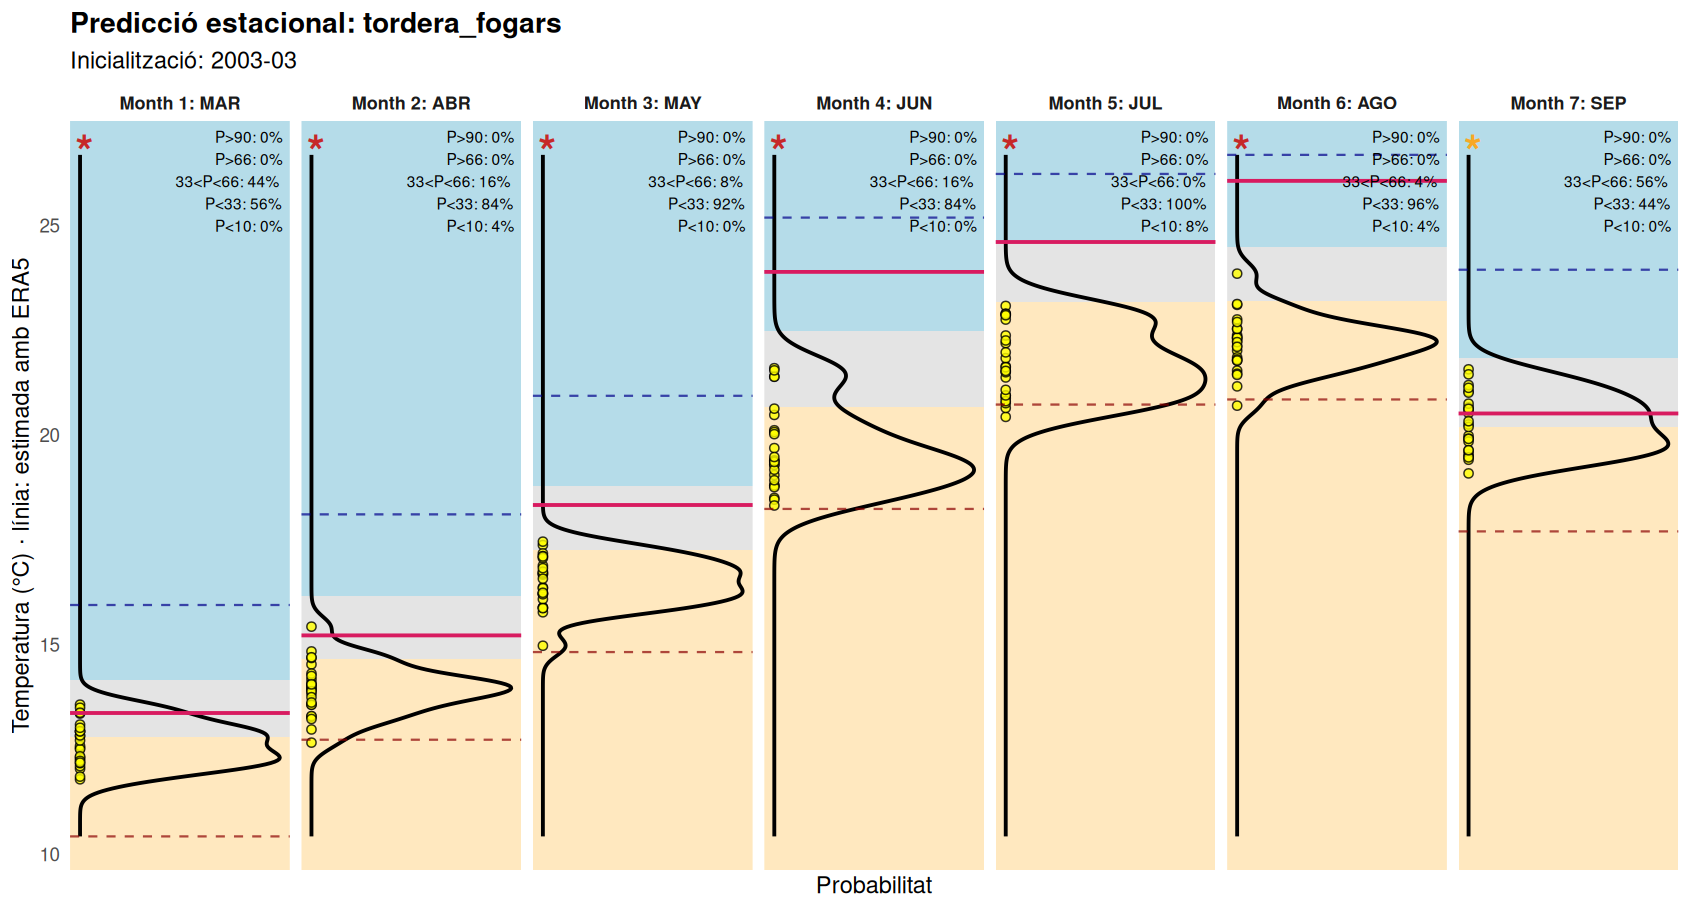 Predicció estacional: tordera_fogars
Inicialització: 2003-03
Month 1: MAR
Month 2: ABR
Month 3: MAY
Month 4: JUN
Month 5: JUL
Month 6: AGO
Month 7: SEP
*
P>90: 0%
P>66: 0%
33<P<66: 44%
P<33: 56%
P<10: 0%
*
P>90: 0%
P>66: 0%
33<P<66: 16%
P<33: 84%
P<10: 4%
*
P>90: 0%
P>66: 0%
33<P<66: 8%
P<33: 92%
P<10: 0%
*
P>90: 0%
P>66: 0%
33<P<66: 16%
P<33: 84%
P<10: 0%
*
P>90: 0%
P>66: 0%
33<P<66: 0%
P<33: 100%
P<10: 8%
*
P>90: 0%
P>66: 0%
33<P<66: 4%
P<33: 96%
P<10: 4%
*
P>90: 0%
P>66: 0%
33<P<66: 56%
P<33: 44%
P<10: 0%
25
20
15
10
Temperatura (°C) · línia: estimada amb ERA5
Probabilitat